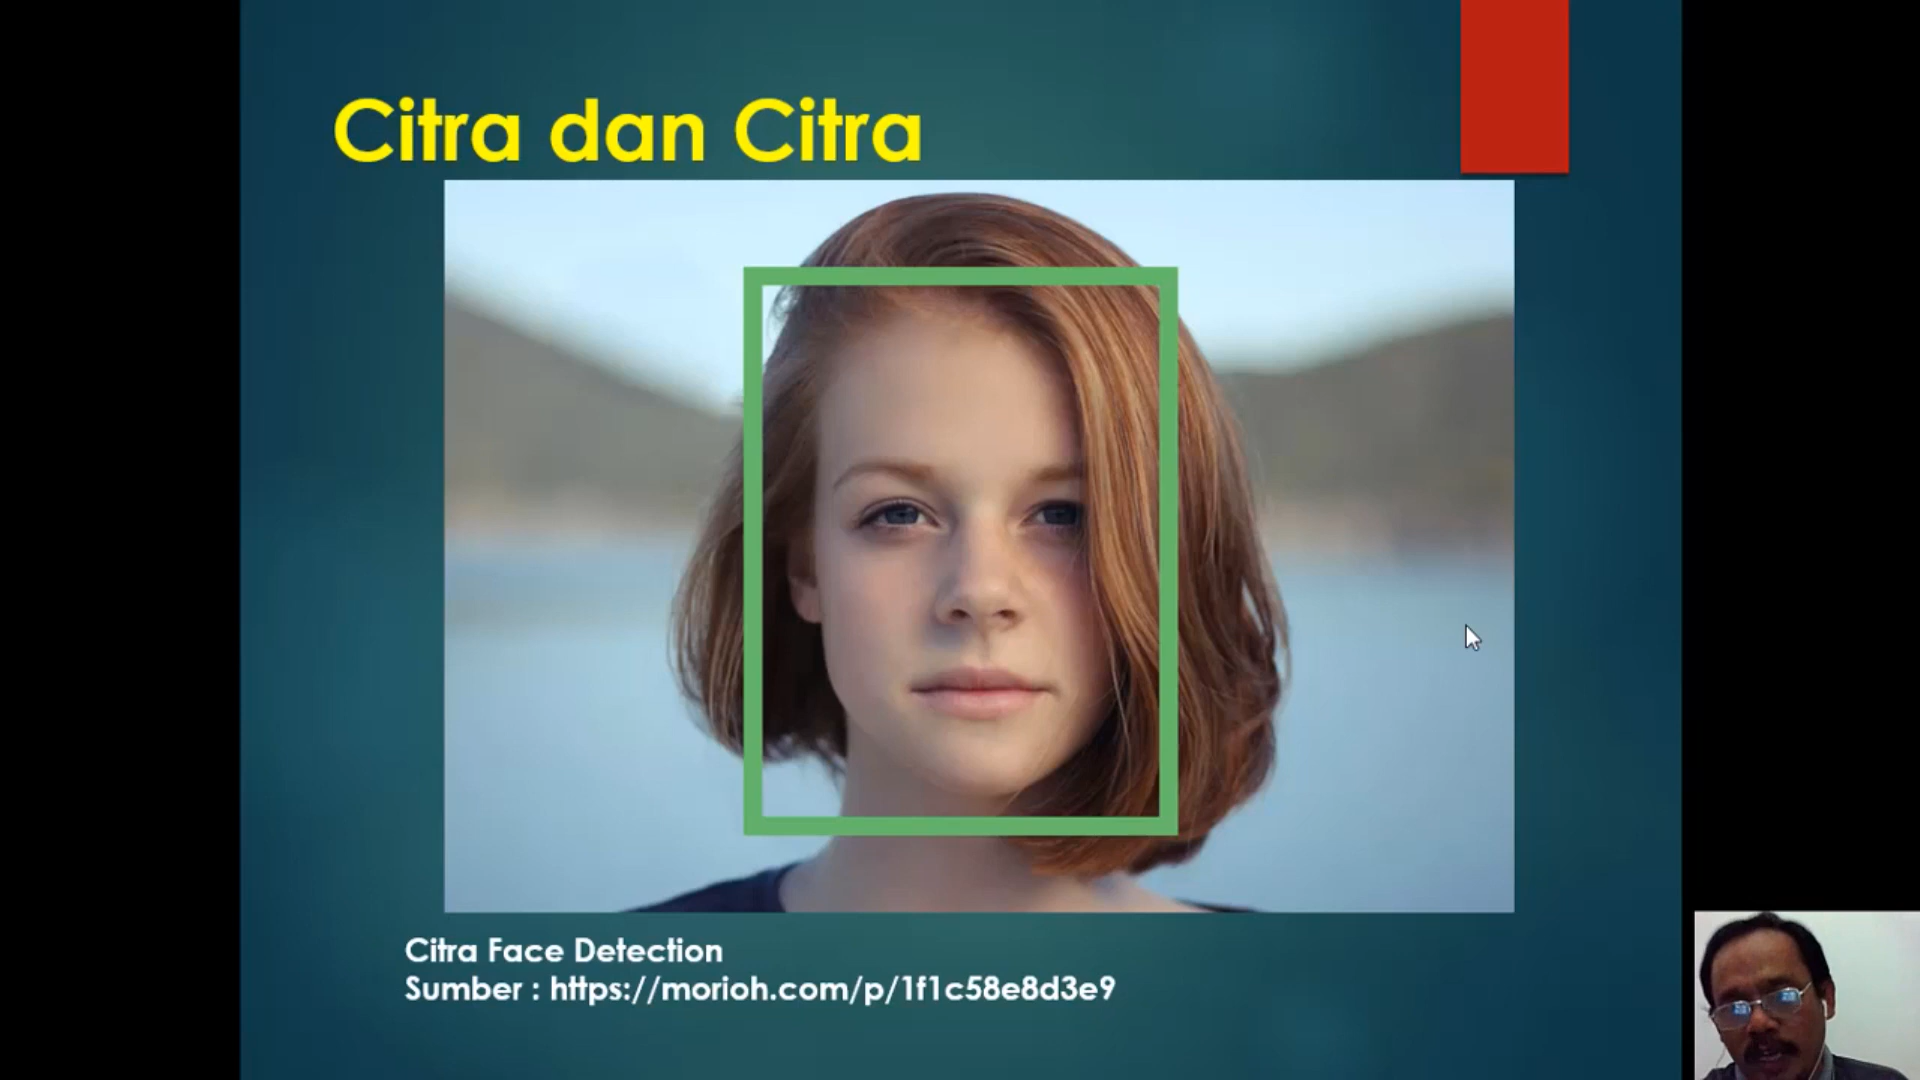 Citra dan Citra
Citra Face Detection
Sumber : https://morioh.com/p/1f1c58e8d3e9